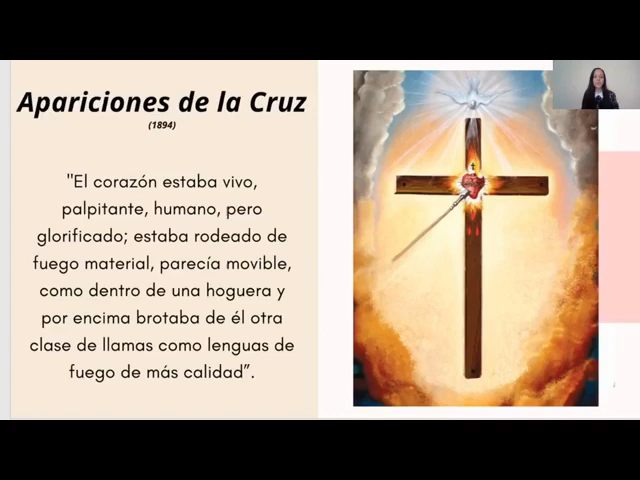 Apariciones de la Cruz
(1894)
"El corazón estaba vivo,
palpitante, humano, pero
glorificado; estaba rodeado de
fuego material, parecía movible,
como dentro de una hoguera y
por encima brotaba de él otra
clase de llamas como lenguas de
fuego de más calidad”.